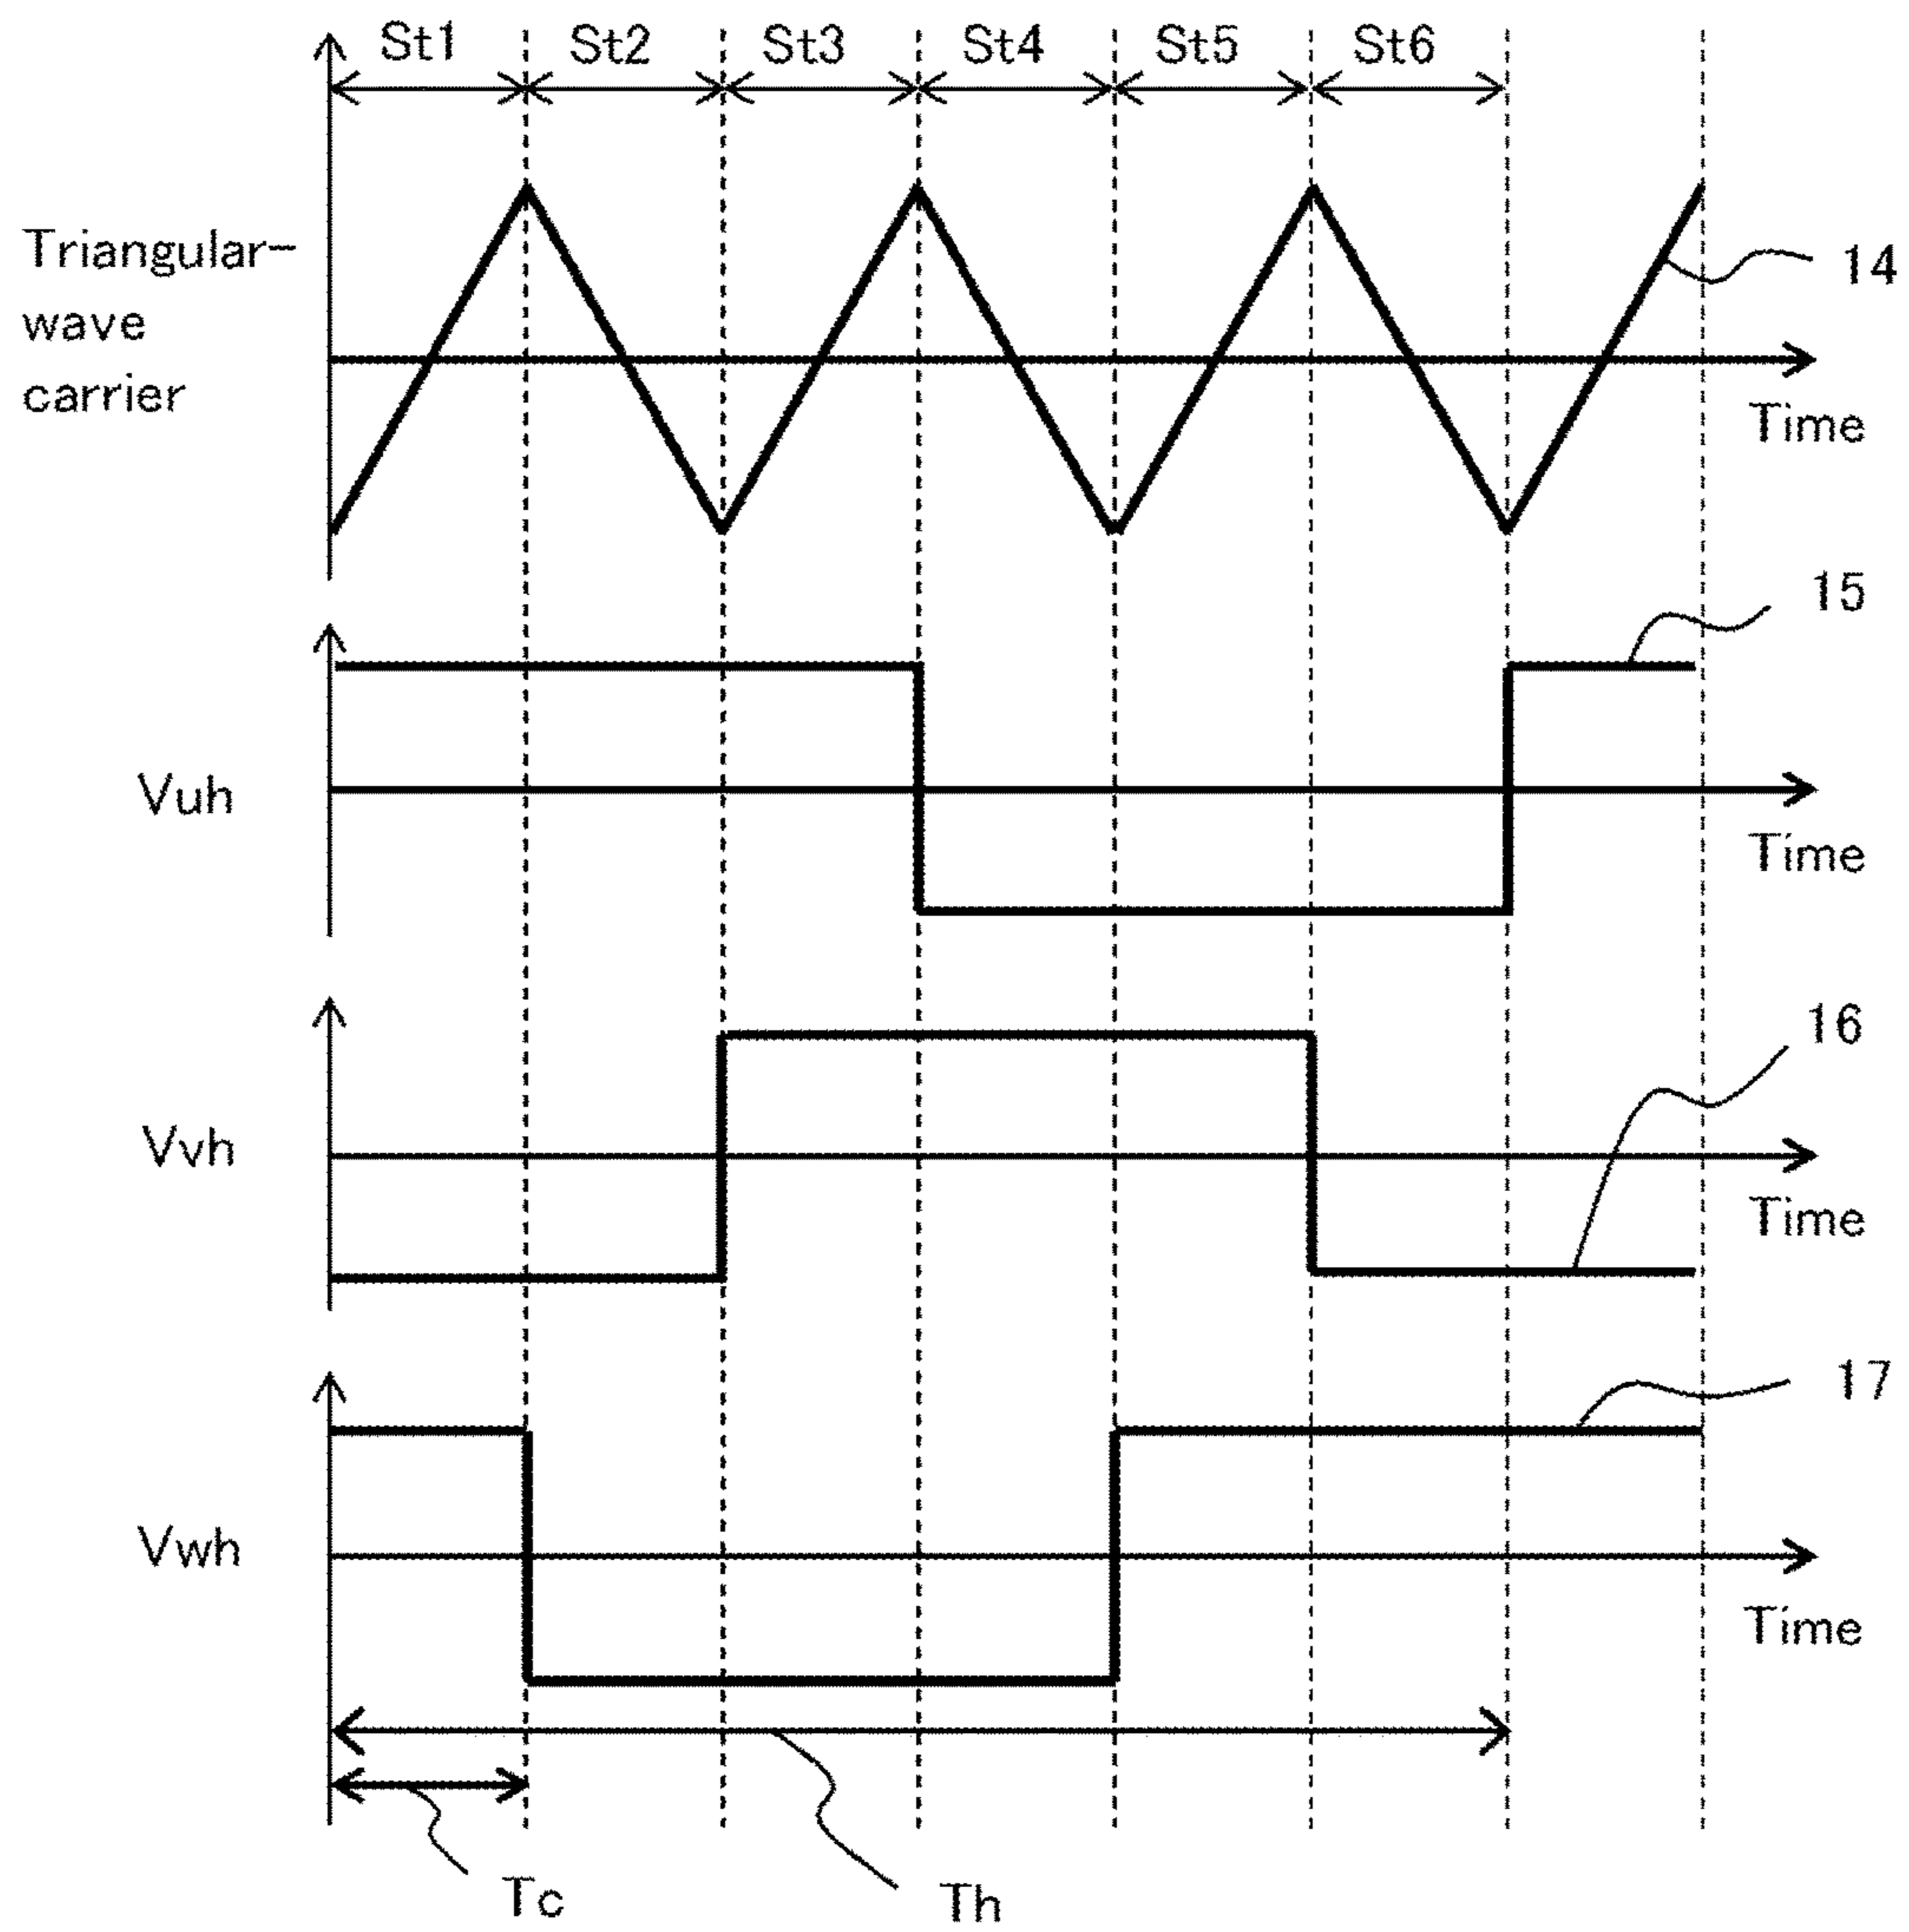 St1 St2 St3 St4 St5 St6
Triangular-
wave
carrier
14
Time
15
Vuh
Time
16
Vvh
Time
17
Vwh
Time
Tc
Th